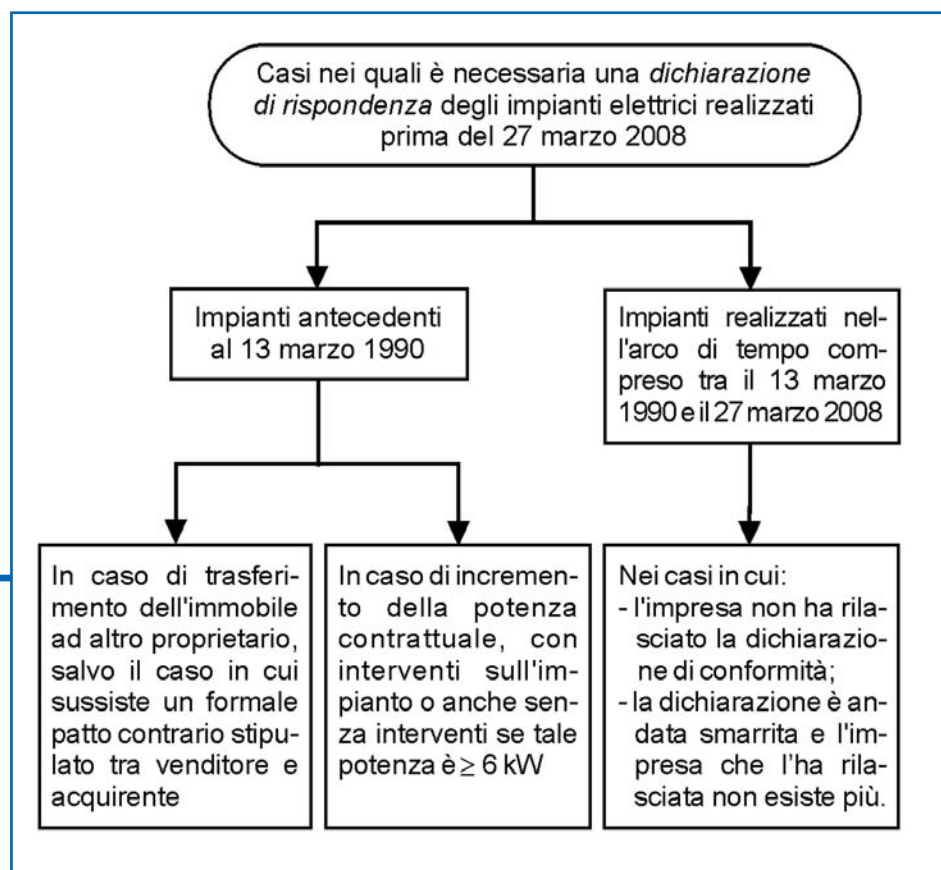 Casi nei quali è necessaria una dichiarazione
di rispondenza degli impianti elettrici realizzati
prima del 27 marzo 2008
Impianti antecedenti
al 13 marzo 1990
Impianti realizzati nel-
l'arco di tempo com-
preso tra il 13 marzo
1990 e il 27 marzo 2008
In caso di trasferi-
mento dell'immobile
ad altro proprietario,
salvo il caso in cui
sussiste un formale
patto contrario stipu-
lato tra venditore e
acquirente
In caso di incremen-
to della potenza
contrattuale, con
interventi sull'im-
pianto o anche sen-
za interventi se tale
potenza è ≥ 6 kW
Nei casi in cui:
- l'impresa non ha rila-
sciato la dichiarazio-
ne di conformità;
- la dichiarazione è an-
data smarrita e l'im-
presa che l'ha rila-
sciata non esiste più.